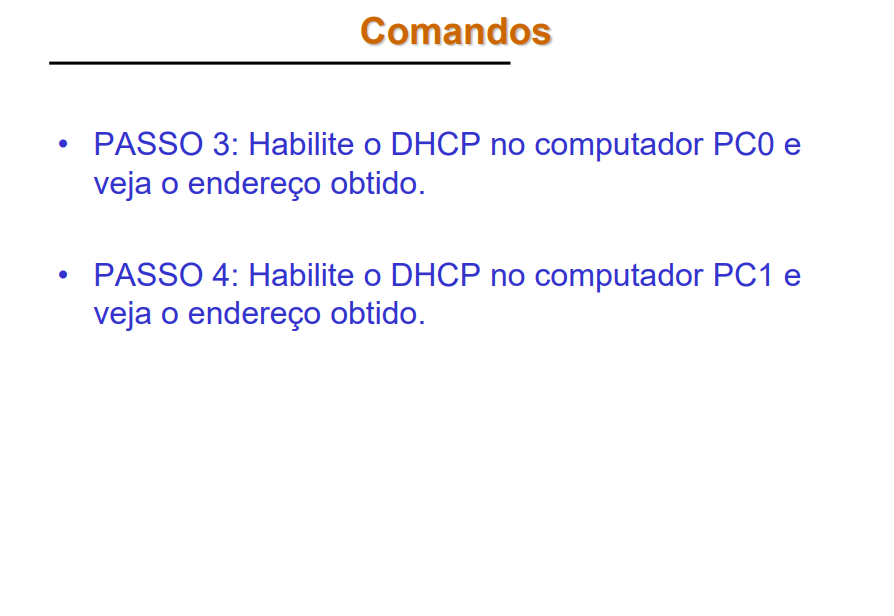 Comandos
• PASSO 3: Habilite o DHCP no computador PC0 e
veja o endereço obtido.
• PASSO 4: Habilite o DHCP no computador PC1 e
veja o endereço obtido.